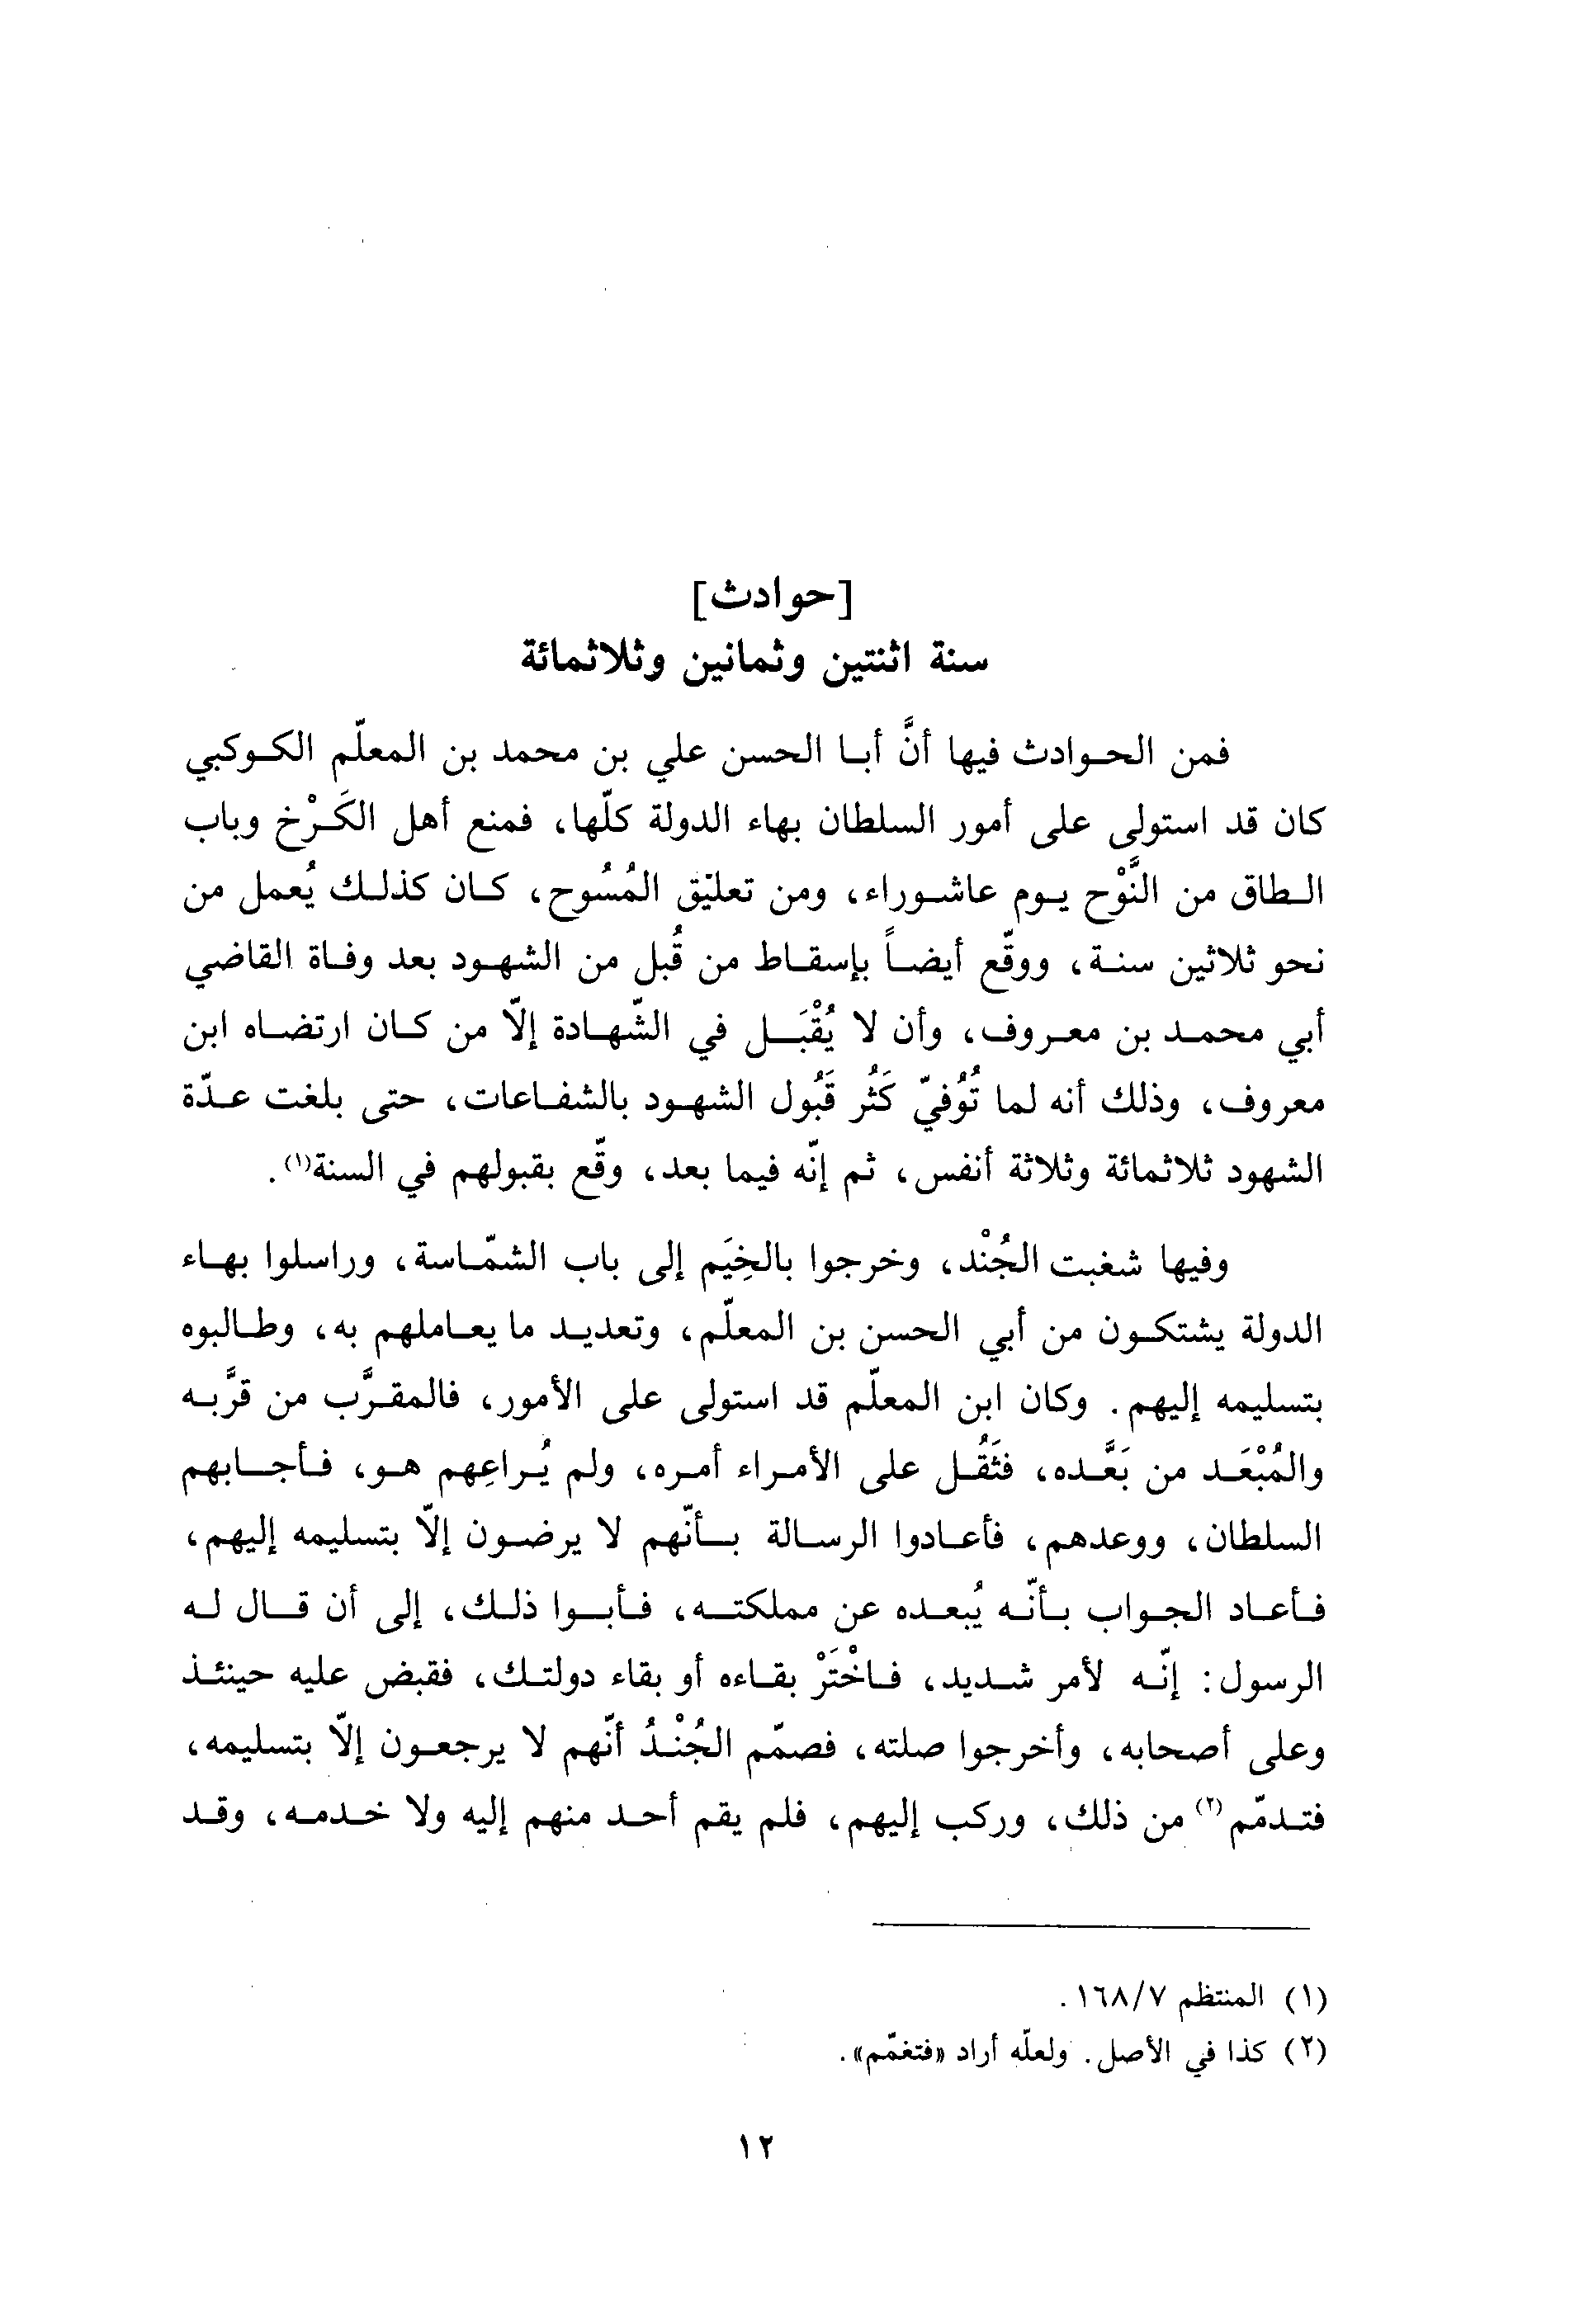 [حوادث]
سنة اثنتين وثمانين وثلاثمائة
فمن الحوادث فيها أنَّ أبا الحسن علي بن محمد بن المعلّم الكوكبي
كان قد استولى على أمور السلطان بهاء الدولة كلّها، فمنع أهل الكَرْخ وباب
الطاق من النَّوْح يوم عاشوراء، ومن تعليق المُسُوح، كان كذلك يُعمل من
نحو ثلاثين سنة، ووقّع أيضاً بإسقاط من قُبل من الشهود بعد وفاة القاضي
أبي محمد بن معروف، وأن لا يُقْبَل في الشّهادة إلّا من كان ارتضاه ابن
معروف، وذلك أنه لما تُوُفيّ كَثُر قَبُول الشهود بالشفاعات، حتى بلغت عدّة
الشهود ثلاثمائة وثلاثة أنفس، ثم إنّه فيما بعد، وقّع بقبولهم في السنة(١).
وفيها شغبت الجُنْد، وخرجوا بالخِيَم إلى باب الشمّاسة، وراسلوا بهاء
الدولة يشتكون من أبي الحسن بن المعلّم، وتعديد ما يعاملهم به، وطالبوه
بتسليمه إليهم. وكان ابن المعلّم قد استولى على الأمور، فالمقرَّب من قرَّبه
والمُبْعَد من بَعَّده، فثَقُل على الأمراء أمره، ولم يُراعِهم هو، فأجابهم
السلطان، ووعدهم، فأعادوا الرسالة بأنّهم لا يرضون إلّا بتسليمه إليهم،
فأعاد الجواب بأنّه يُبعده عن مملكته، فأبوا ذلك، إلى أن قال له
الرسول: إنّه لأمر شديد، فاخْتَرْ بقاءه أو بقاء دولتك، فقبض عليه حينئذ
وعلى أصحابه، وأخرجوا صلته، فصمّم الجُنْدُ أنّهم لا يرجعون إلّا بتسليمه،
فتدمّم(٢) من ذلك، وركب إليهم، فلم يقم أحد منهم إليه ولا خدمه، وقد
(١) المنتظم ١٦٨/٧.
(٢) كذا في الأصل. ولعلّه أراد «فتغمّم».
١٢